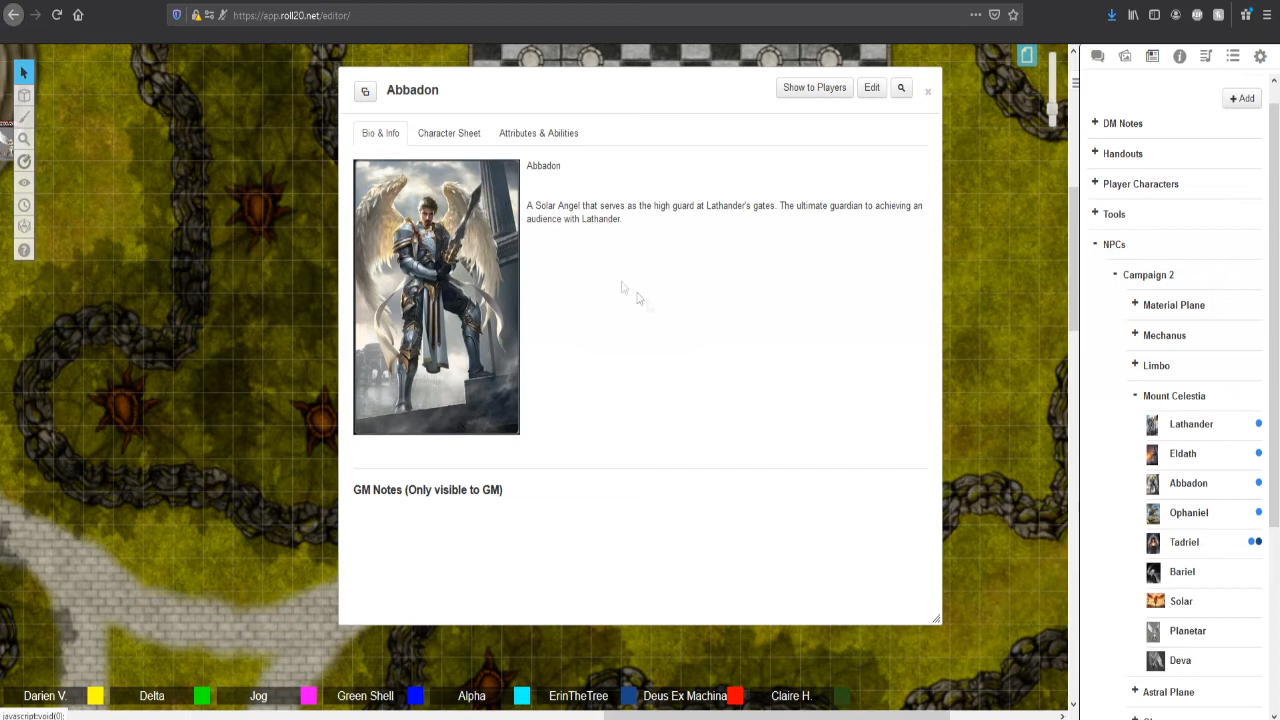 https://app.roll20.net/editor/
Abbadon
Show to Players
Edit
Bio & Info
Character Sheet
Attributes & Abilities
Abbadon
A Solar Angel that serves as the high guard at Lathander's gates. The ultimate guardian to achieving an
audience with Lathander.
GM Notes (Only visible to GM)
+ Add
+ DM Notes
+ Handouts
+ Player Characters
+ Tools
- NPCs
- Campaign 2
+ Material Plane
+ Mechanus
+ Limbo
- Mount Celestia
Lathander
Eldath
Abbadon
Ophaniel
Tadriel
Bariel
Solar
Planetar
Deva
+ Astral Plane
Darien V.
Delta
Jog
Green Shell
Alpha
ErinTheTree
Deus Ex Machina
Claire H.
javascript:void(0);